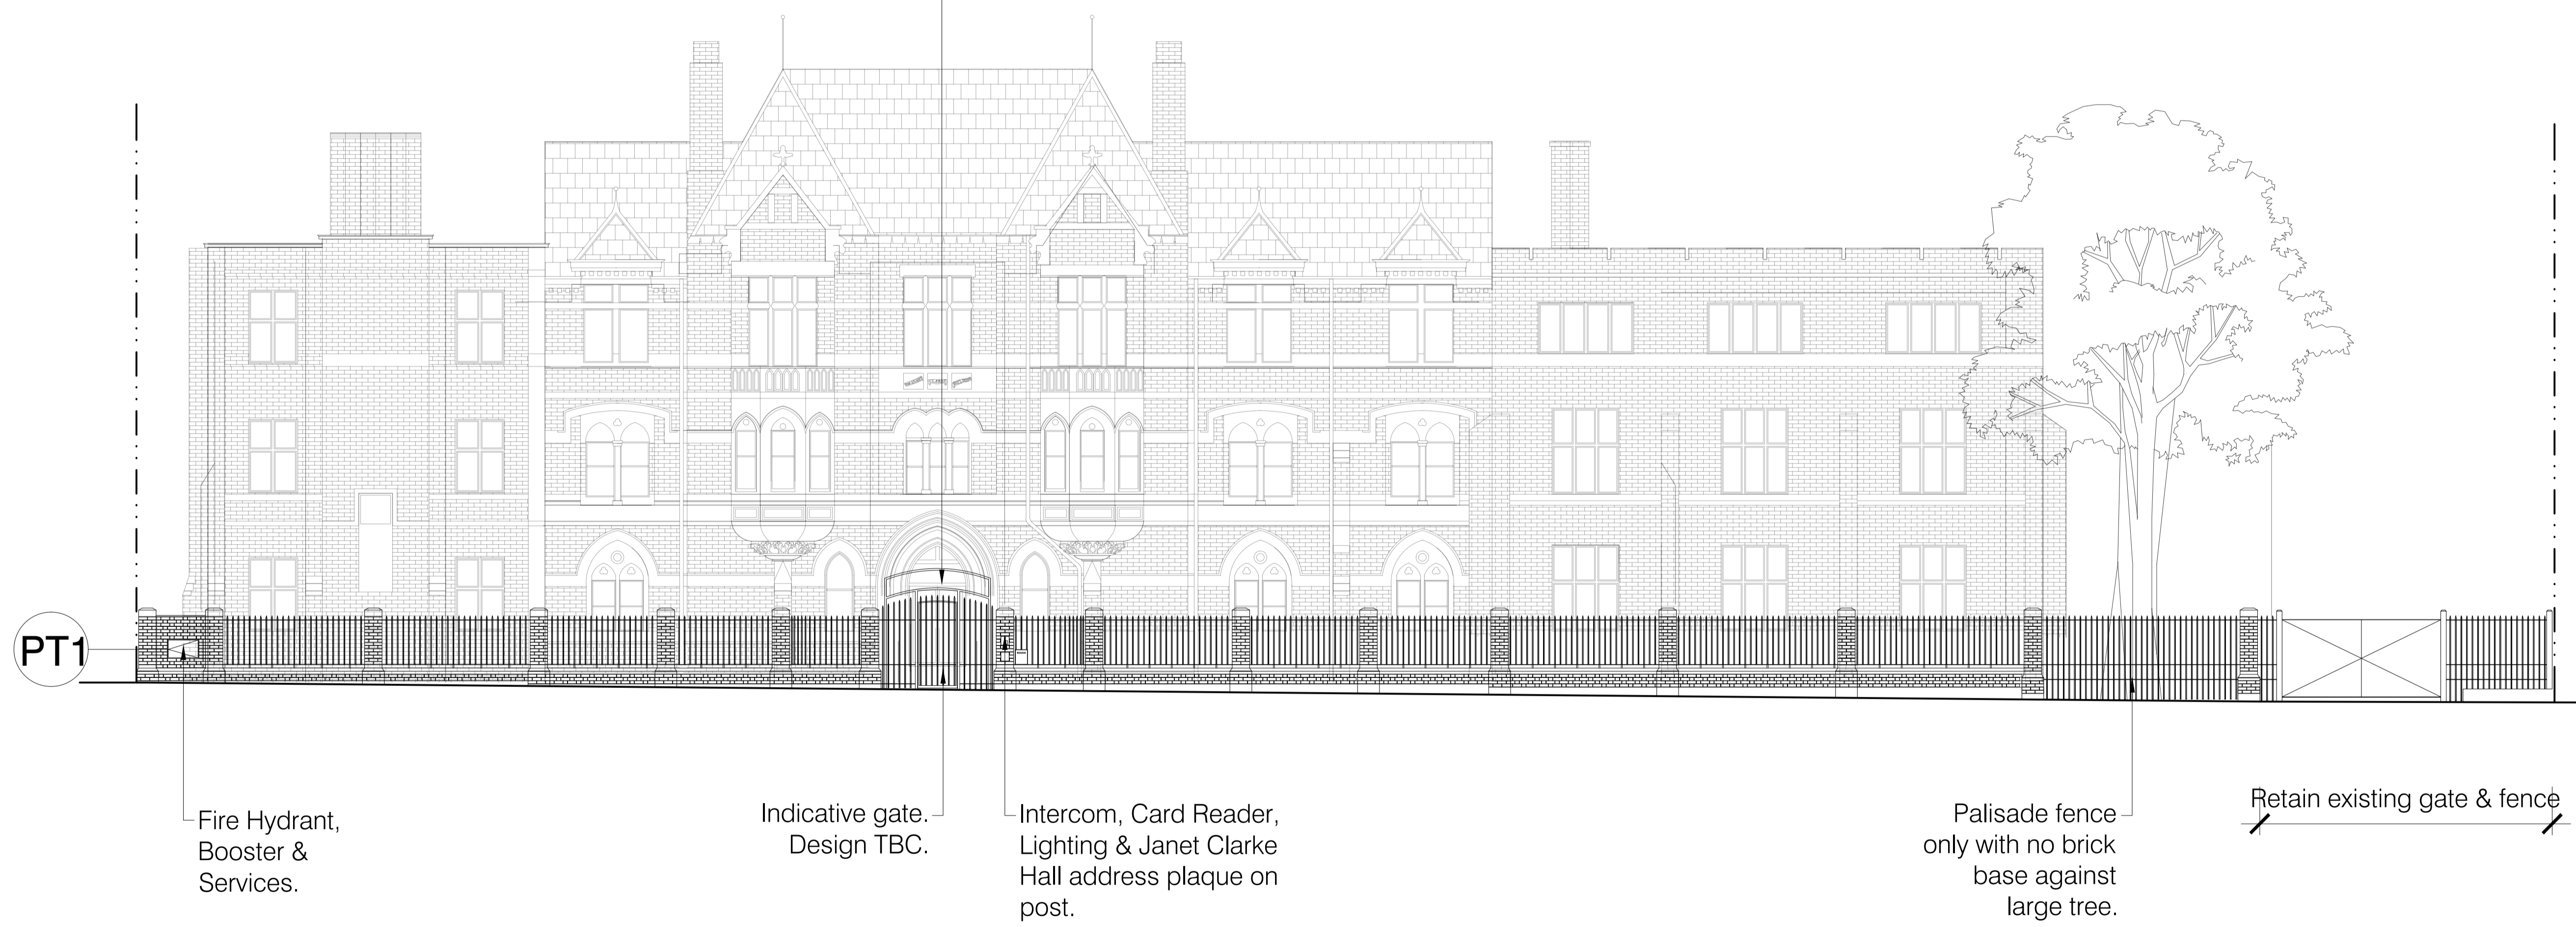 PT1
Fire Hydrant,
Booster &
Services.
Indicative gate.
Design TBC.
Intercom, Card Reader,
Lighting & Janet Clarke
Hall address plaque on
post.
Palisade fence
only with no brick
base against
large tree.
Retain existing gate & fence